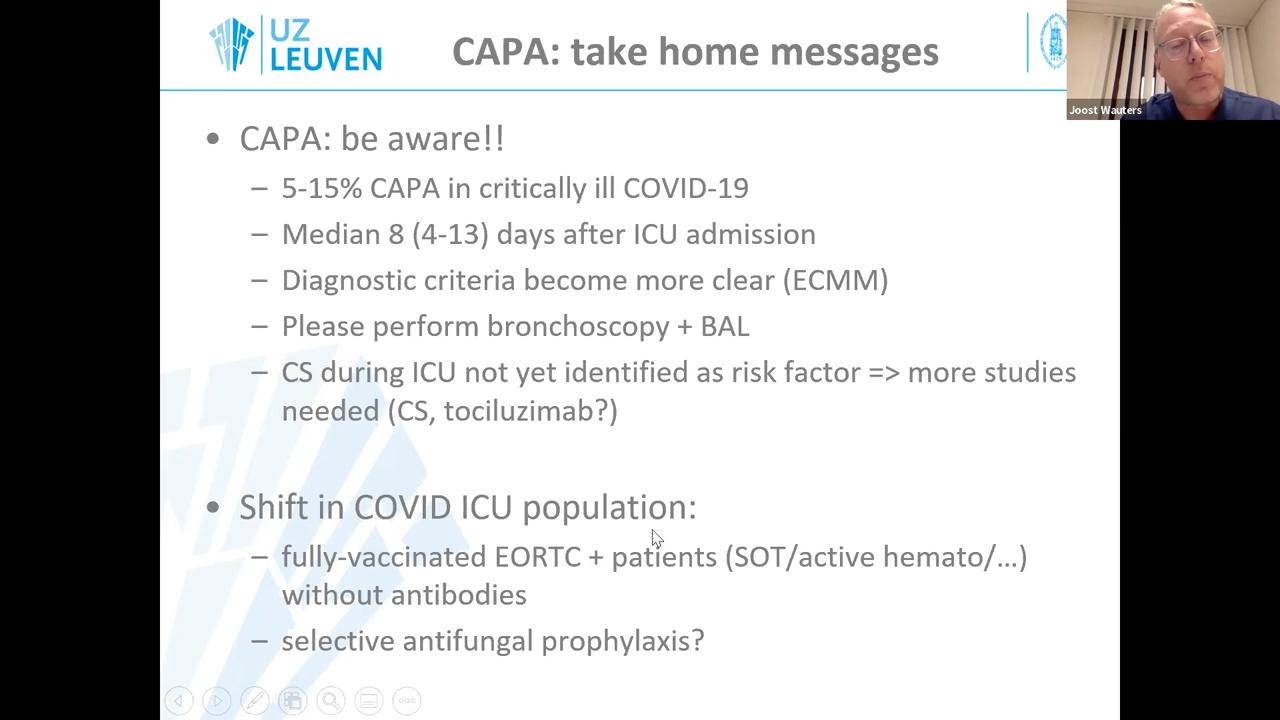 UZ
LEUVEN
CAPA: take home messages
Joost Wauters
• CAPA: be aware!!
– 5-15% CAPA in critically ill COVID-19
– Median 8 (4-13) days after ICU admission
– Diagnostic criteria become more clear (ECMM)
– Please perform bronchoscopy + BAL
– CS during ICU not yet identified as risk factor => more studies
needed (CS, tociluzimab?)
• Shift in COVID ICU population:
– fully-vaccinated EORTC + patients (SOT/active hemato/...)
without antibodies
– selective antifungal prophylaxis?